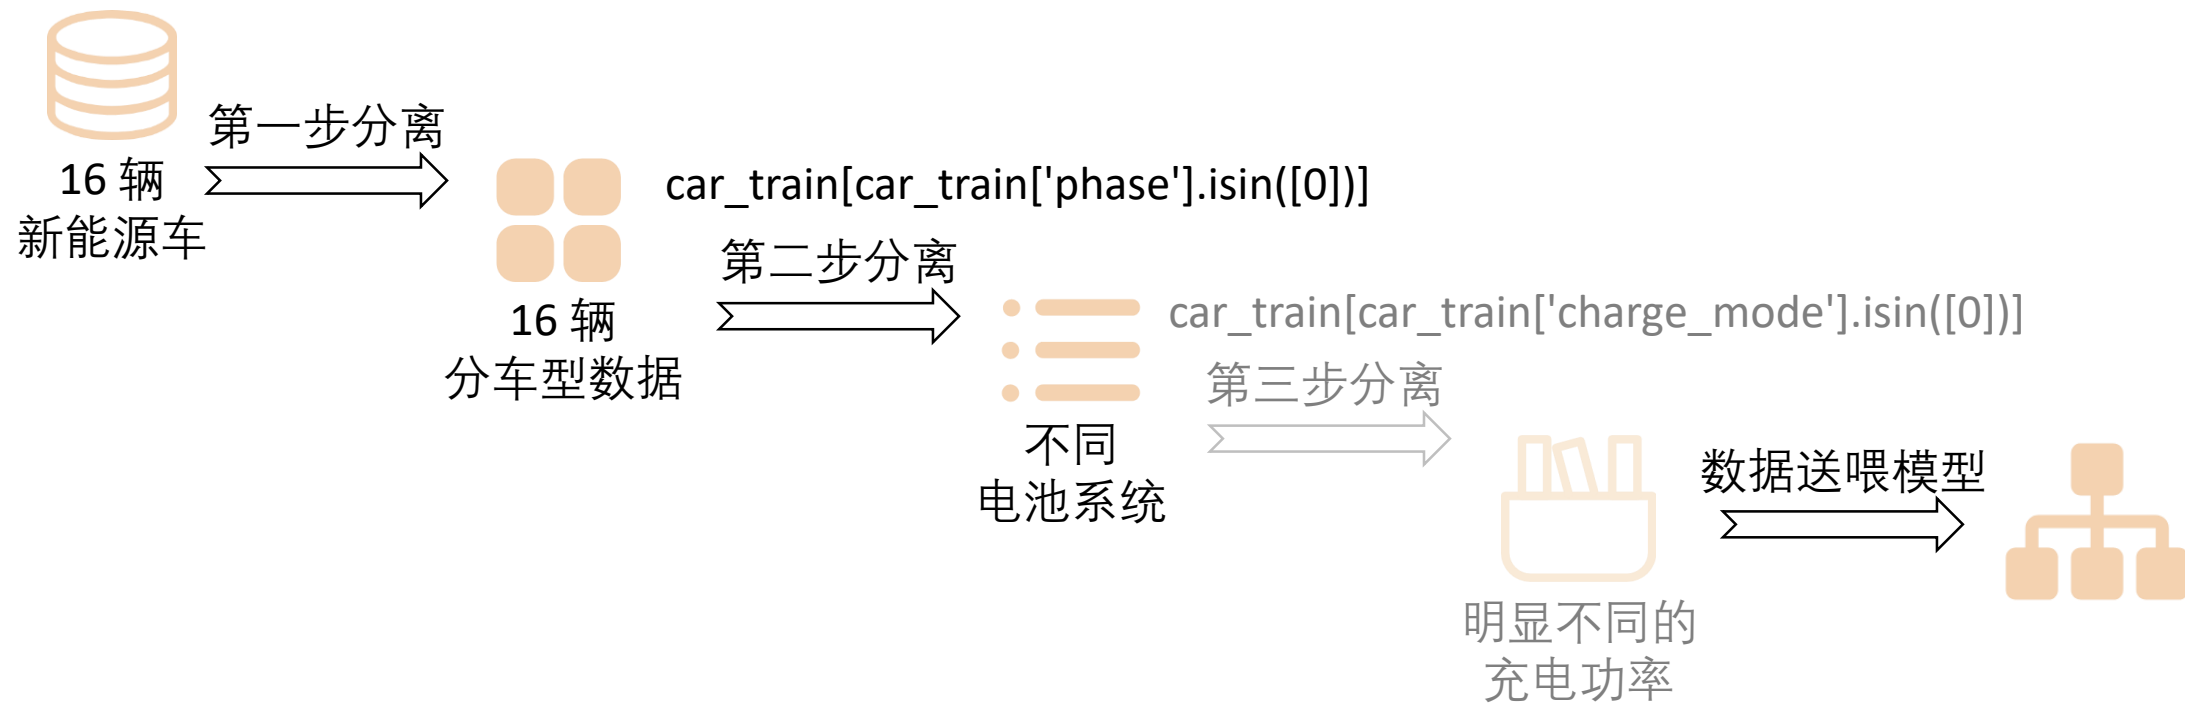 第一步分离
16 辆
新能源车
car_train[car_train['phase'].isin([0])]
第二步分离
16 辆
分车型数据
car_train[car_train['charge_mode'].isin([0])]
第三步分离
不同
电池系统
数据送喂模型
明显不同的
充电功率